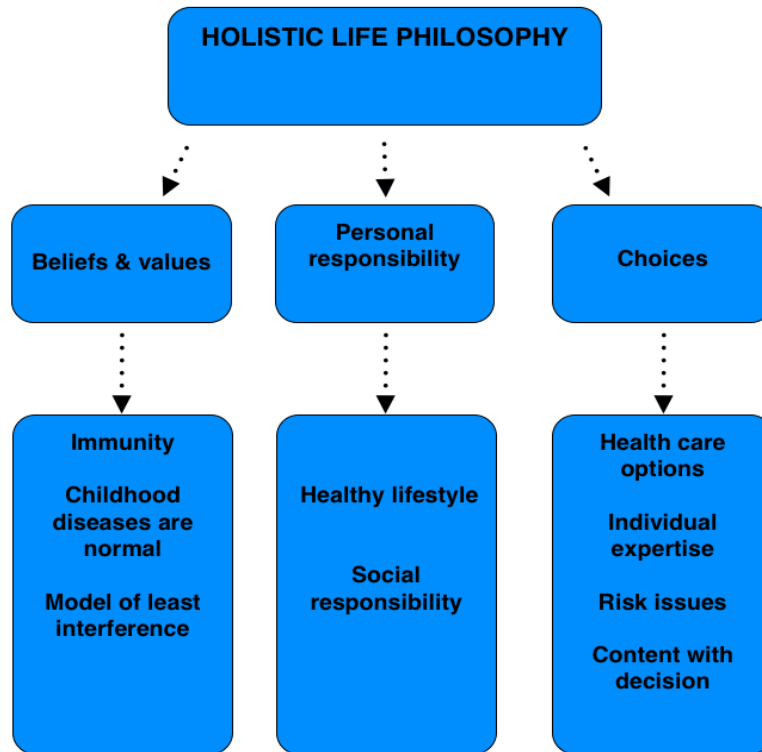 HOLISTIC LIFE PHILOSOPHY
Beliefs & values
Personal
responsibility
Choices
Immunity
Childhood
diseases are
normal
Model of least
interference
Healthy lifestyle
Social
responsibility
Health care
options
Individual
expertise
Risk issues
Content with
decision